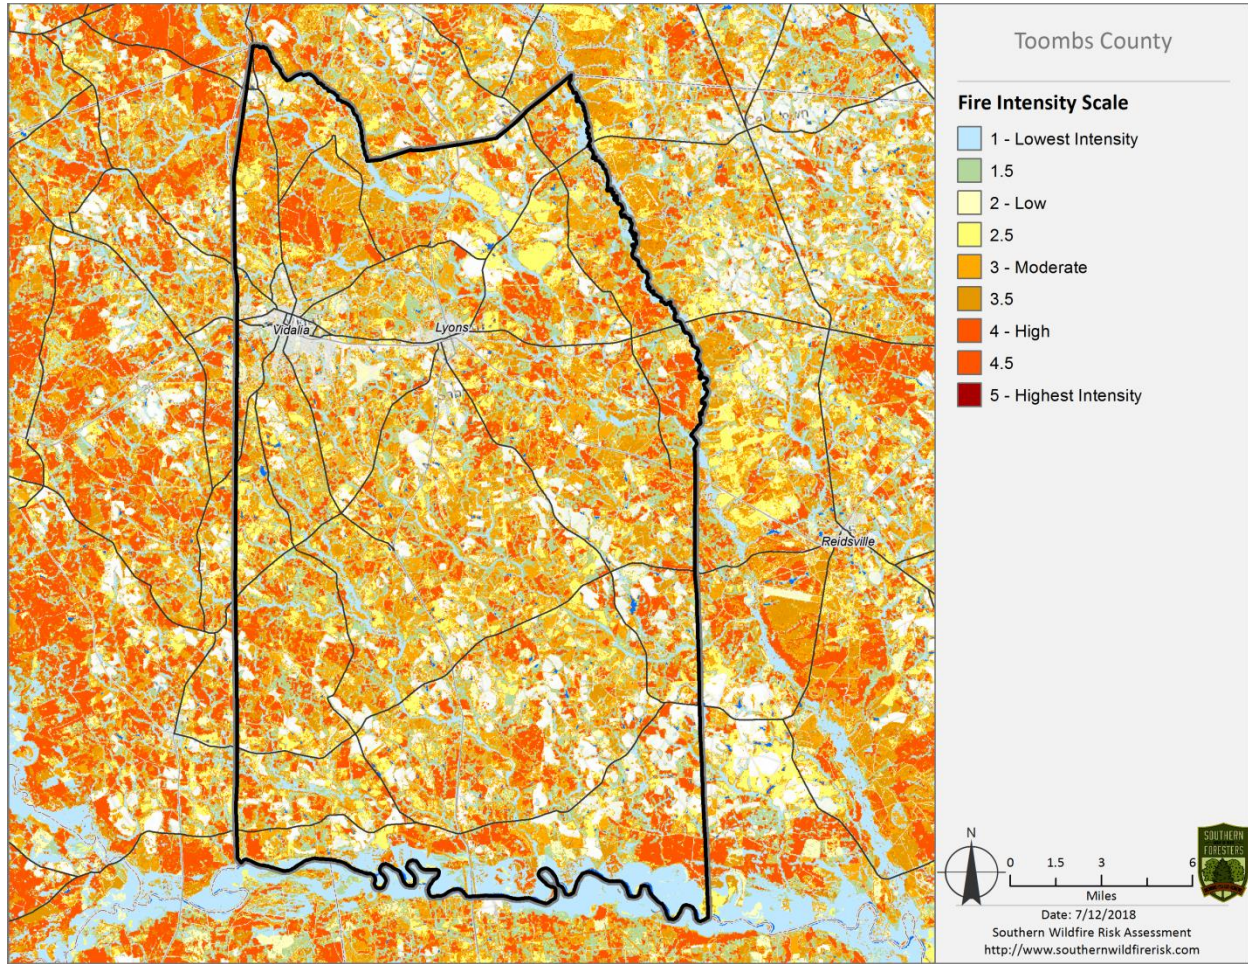 Toombs County
Fire Intensity Scale
1 - Lowest Intensity
1.5
2 - Low
2.5
3 - Moderate
3.5
4 - High
4.5
5 - Highest Intensity
Vidalia
Lyons
Reidsville
N
0 1.5 3 6
Miles
SOUTHERN
FORESTERS
Date: 7/12/2018
Southern Wildfire Risk Assessment
http://www.southernwildfirerisk.com